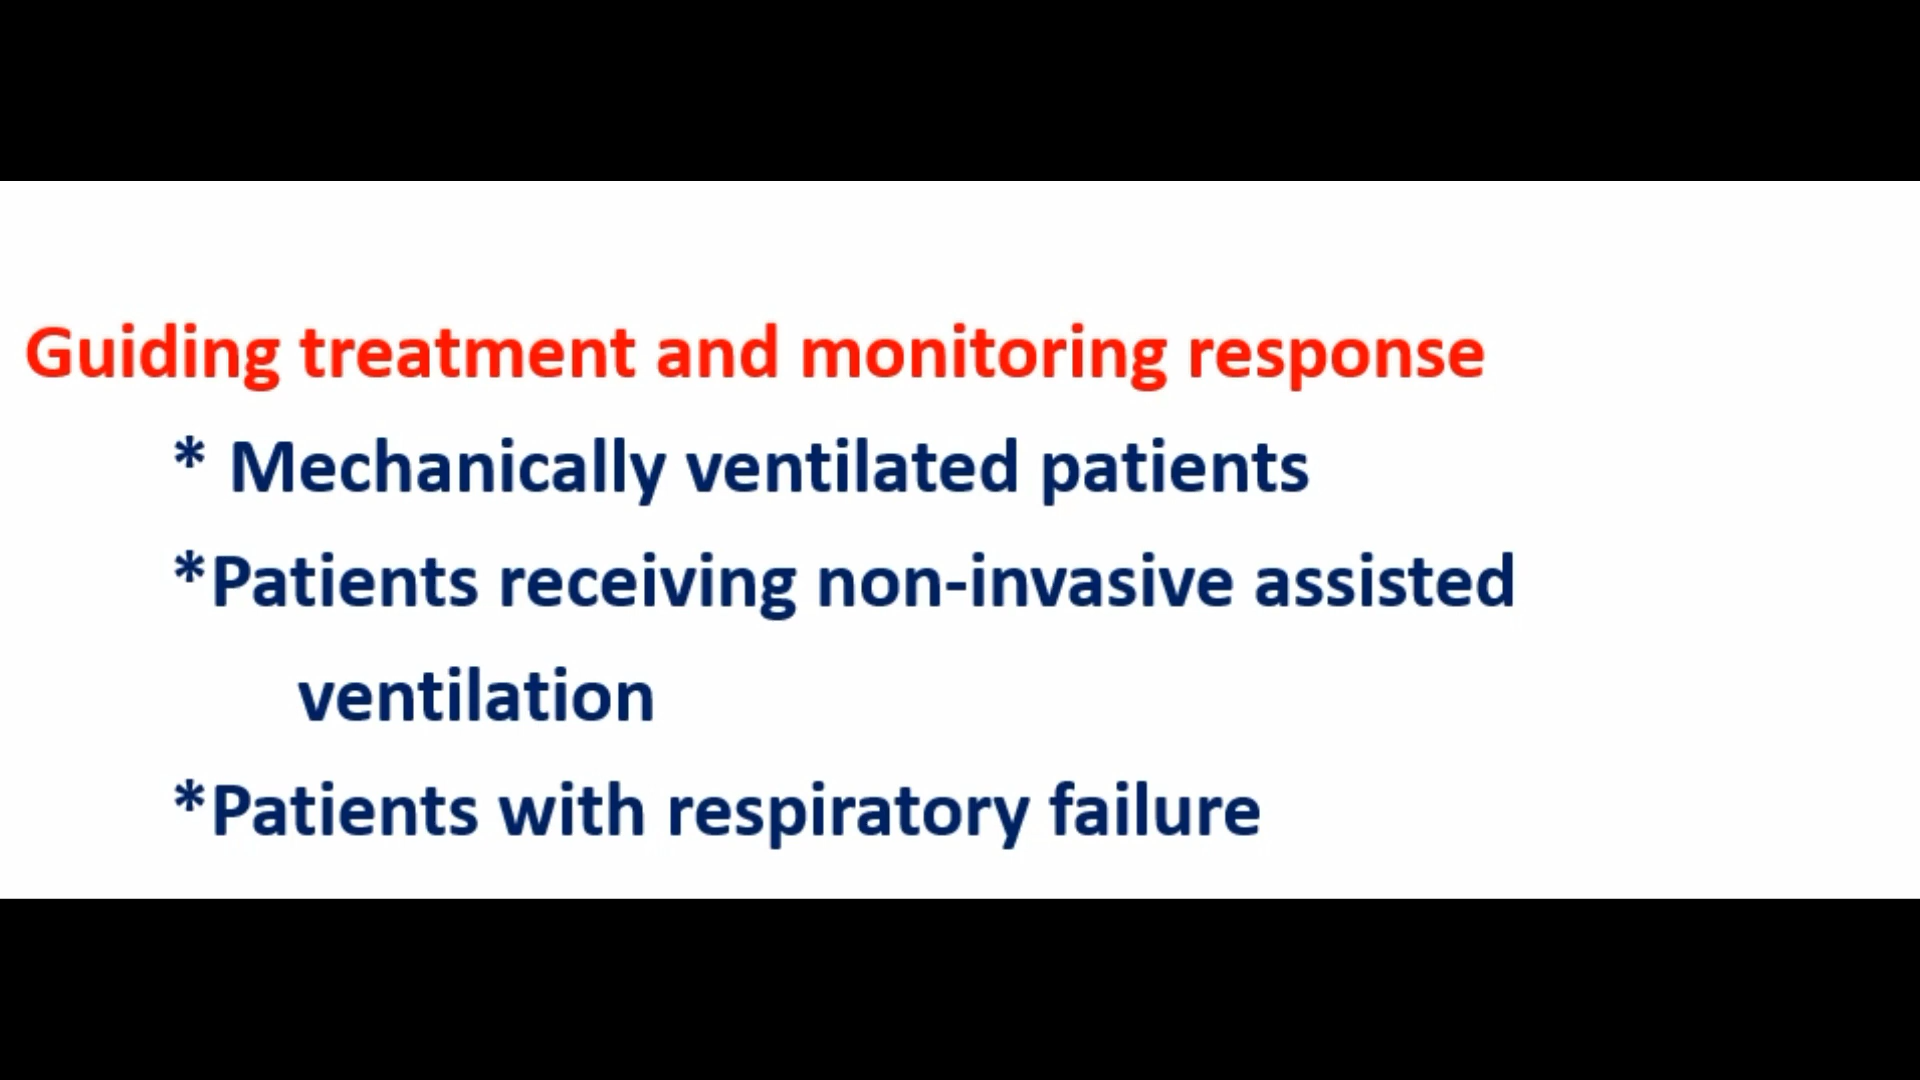 Guiding treatment and monitoring response
* Mechanically ventilated patients
*Patients receiving non-invasive assisted
ventilation
*Patients with respiratory failure